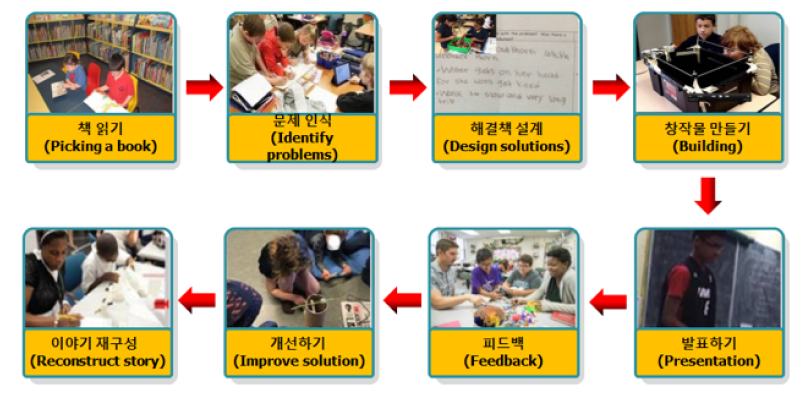 책 읽기
(Picking a book)
문제 인식
(Identify
problems)
해결책 설계
(Design solutions)
창작물 만들기
(Building)
발표하기
(Presentation)
피드백
(Feedback)
개선하기
(Improve solution)
이야기 재구성
(Reconstruct story)